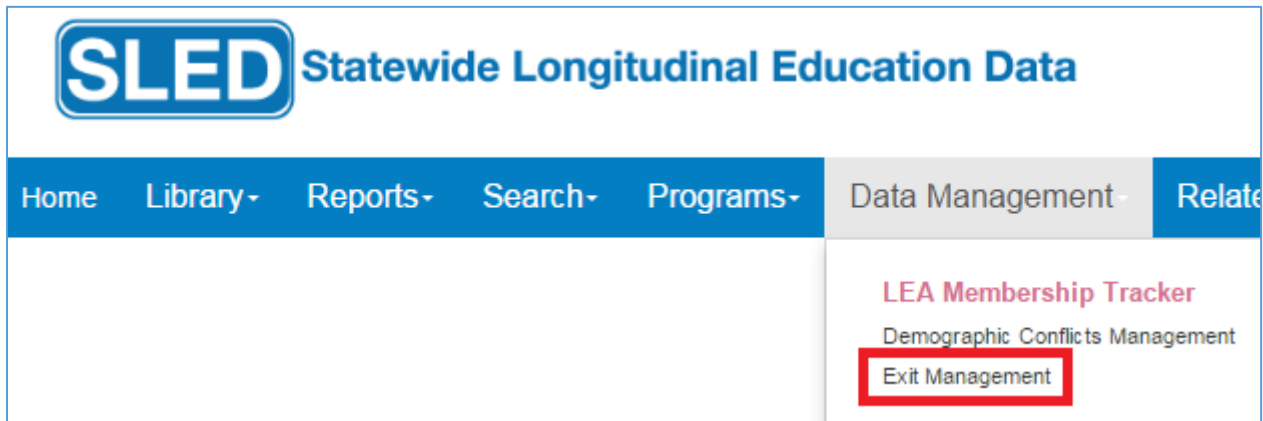 SLED Statewide Longitudinal Education Data
Home Library Reports Search Programs Data Management Relate
LEA Membership Tracker
Demographic Conflicts Management
Exit Management